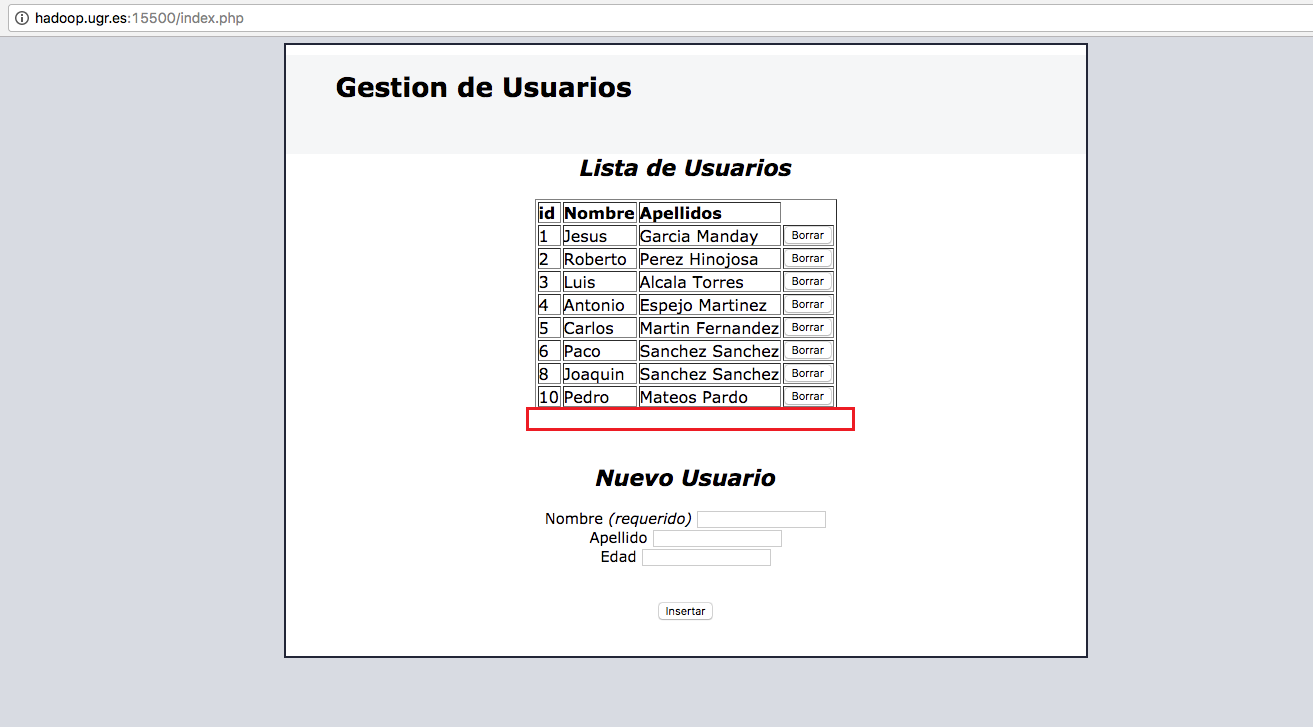 hadoop.ugr.es:15500/index.php
Gestion de Usuarios
Lista de Usuarios
id Nombre Apellidos
1 Jesus Garcia Manday Borrar
2 Roberto Perez Hinojosa Borrar
3 Luis Alcala Torres Borrar
4 Antonio Espejo Martinez Borrar
5 Carlos Martin Fernandez Borrar
6 Paco Sanchez Sanchez Borrar
8 Joaquin Sanchez Sanchez Borrar
10 Pedro Mateos Pardo Borrar
Nuevo Usuario
Nombre (requerido)
Apellido
Edad
Insertar